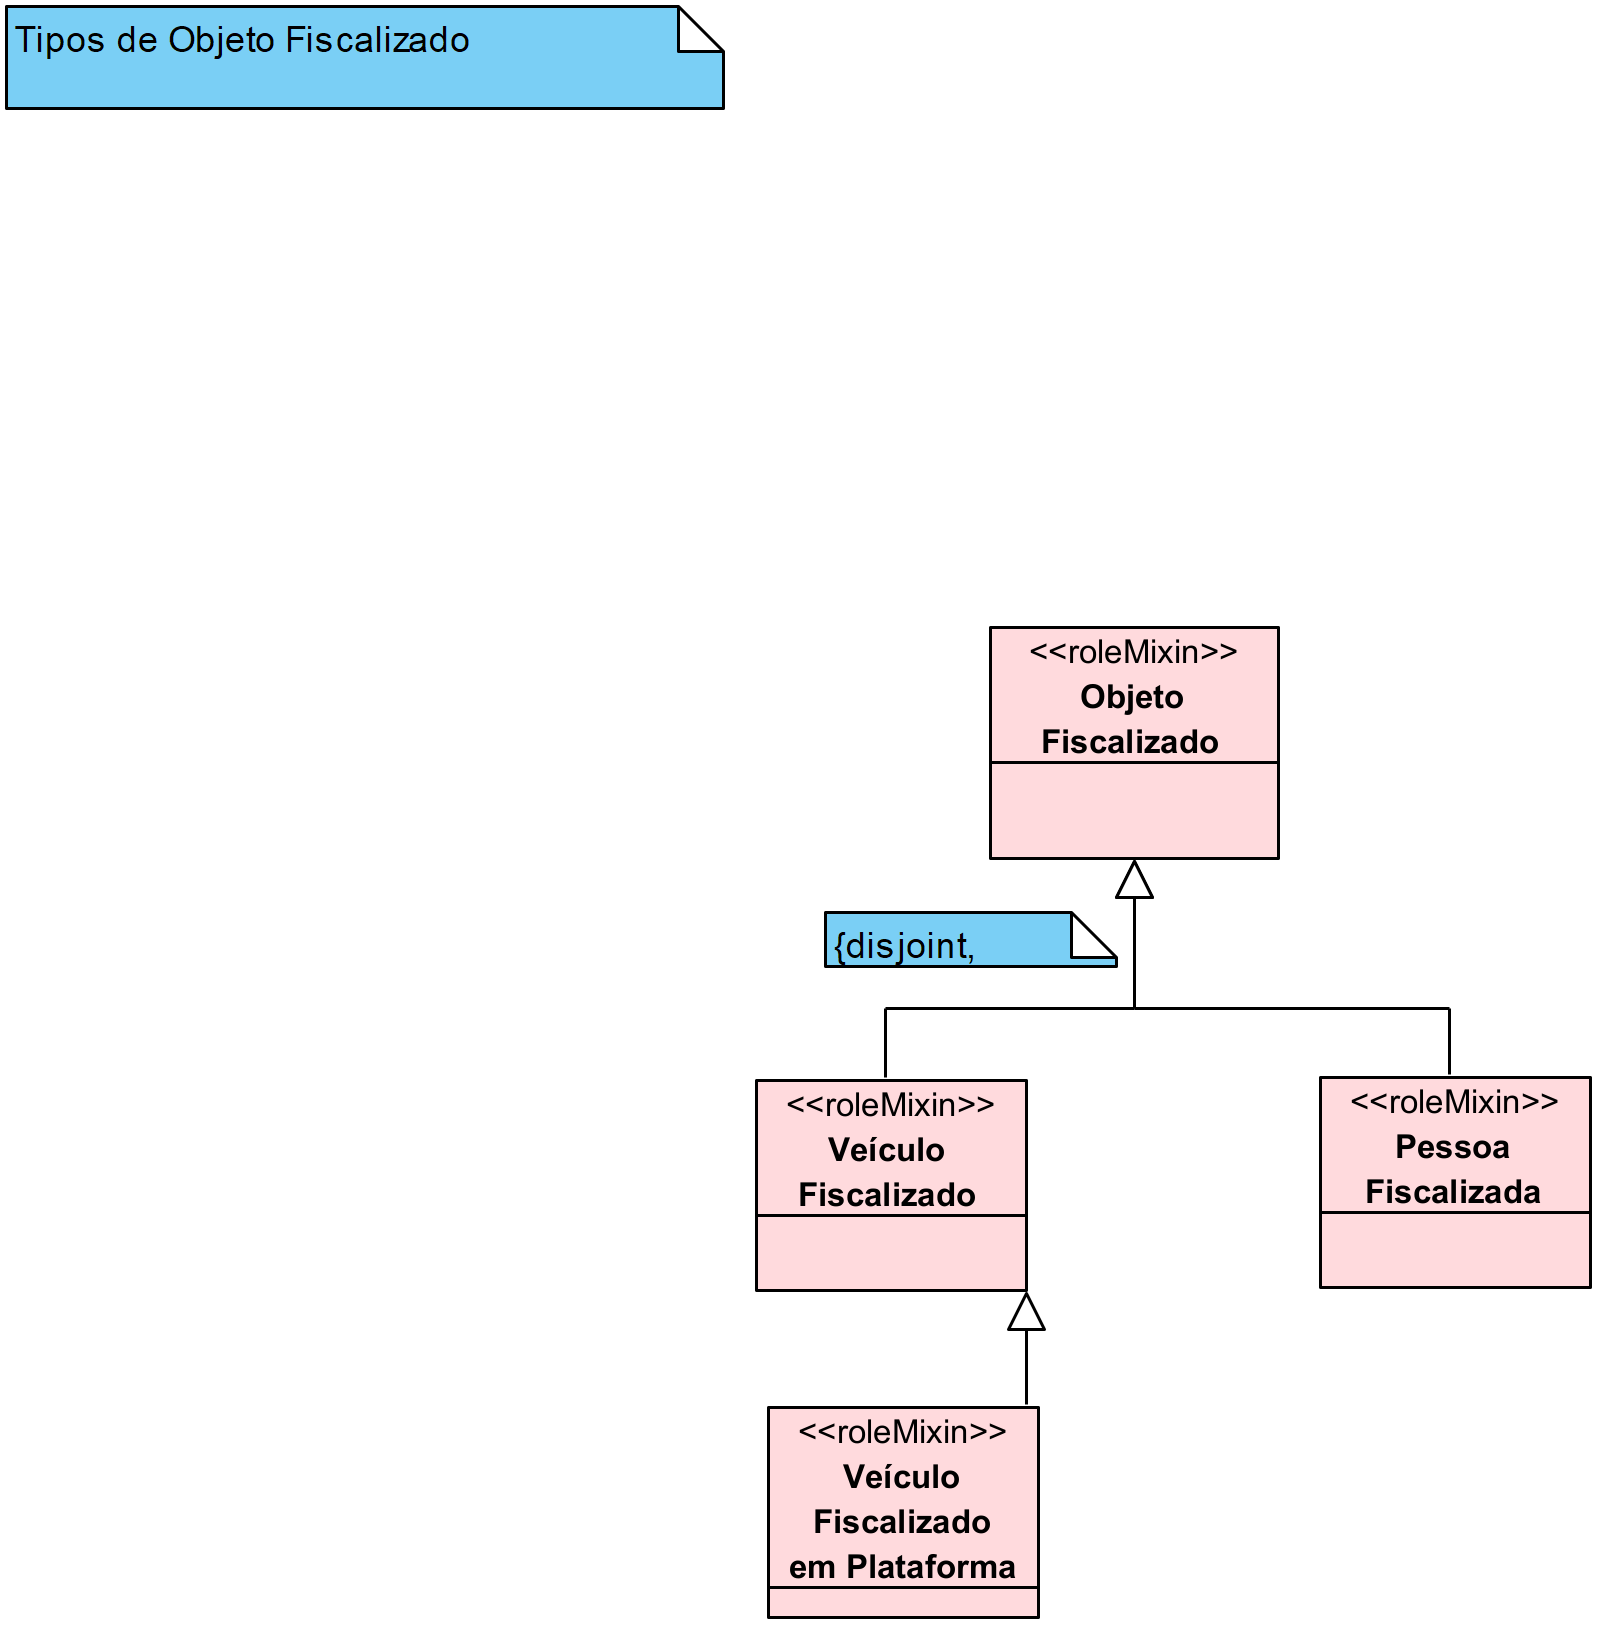 Tipos de Objeto Fiscalizado
<<roleMixin>>
Objeto
Fiscalizado
{disjoint,
<<roleMixin>>
Veículo
Fiscalizado
<<roleMixin>>
Pessoa
Fiscalizada
<<roleMixin>>
Veículo
Fiscalizado
em Plataforma